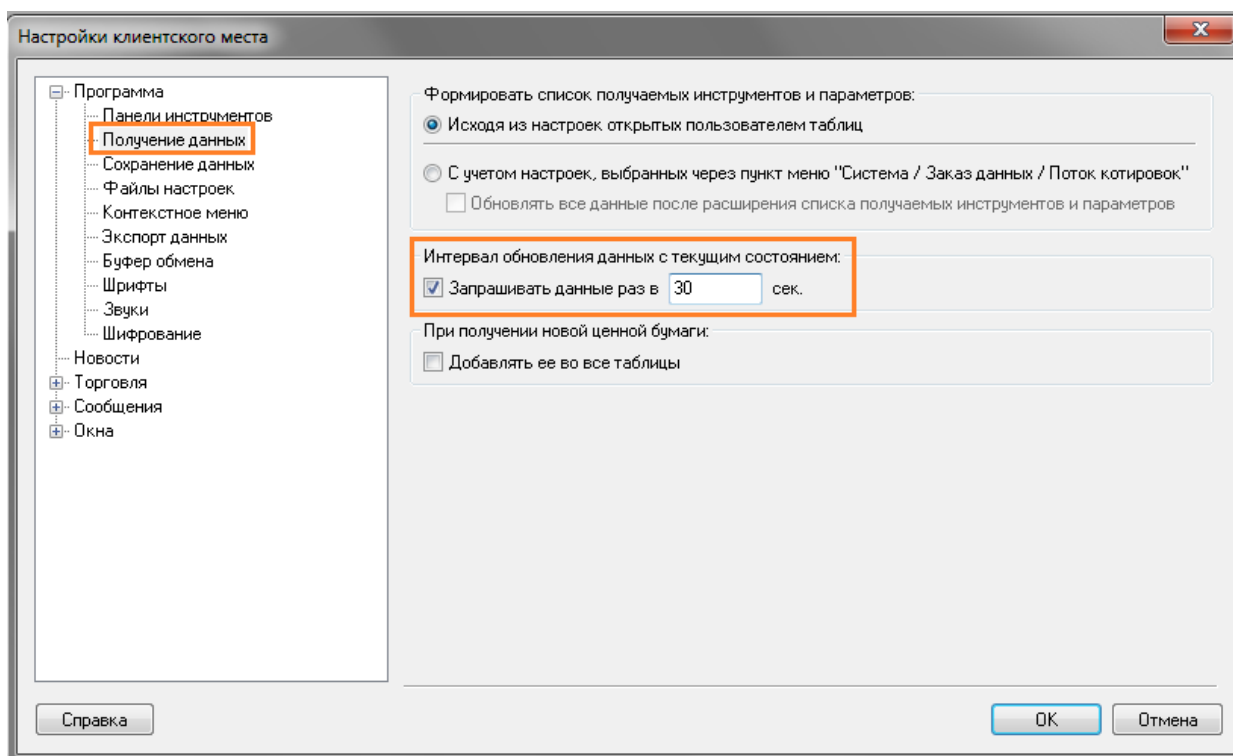 Настройки клиентского места
Программа
Панели инструментов
Получение данных
Сохранение данных
Файлы настроек
Контекстное меню
Экспорт данных
Буфер обмена
Шрифты
Звуки
Шифрование
Новости
Торговля
Сообщения
Окна
Формировать список получаемых инструментов и параметров:
Исходя из настроек открытых пользователем таблиц
С учетом настроек, выбранных через пункт меню "Система / Заказ данных / Поток котировок"
Обновлять все данные после расширения списка получаемых инструментов и параметров
Интервал обновления данных с текущим состоянием:
Запрашивать данные раз в 30 сек.
При получении новой ценной бумаги:
Добавлять ее во все таблицы
Справка
OK
Отмена